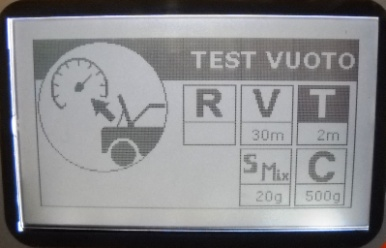 TEST VUOTO
R V T
30m 2m
S Mix C
20g 500g